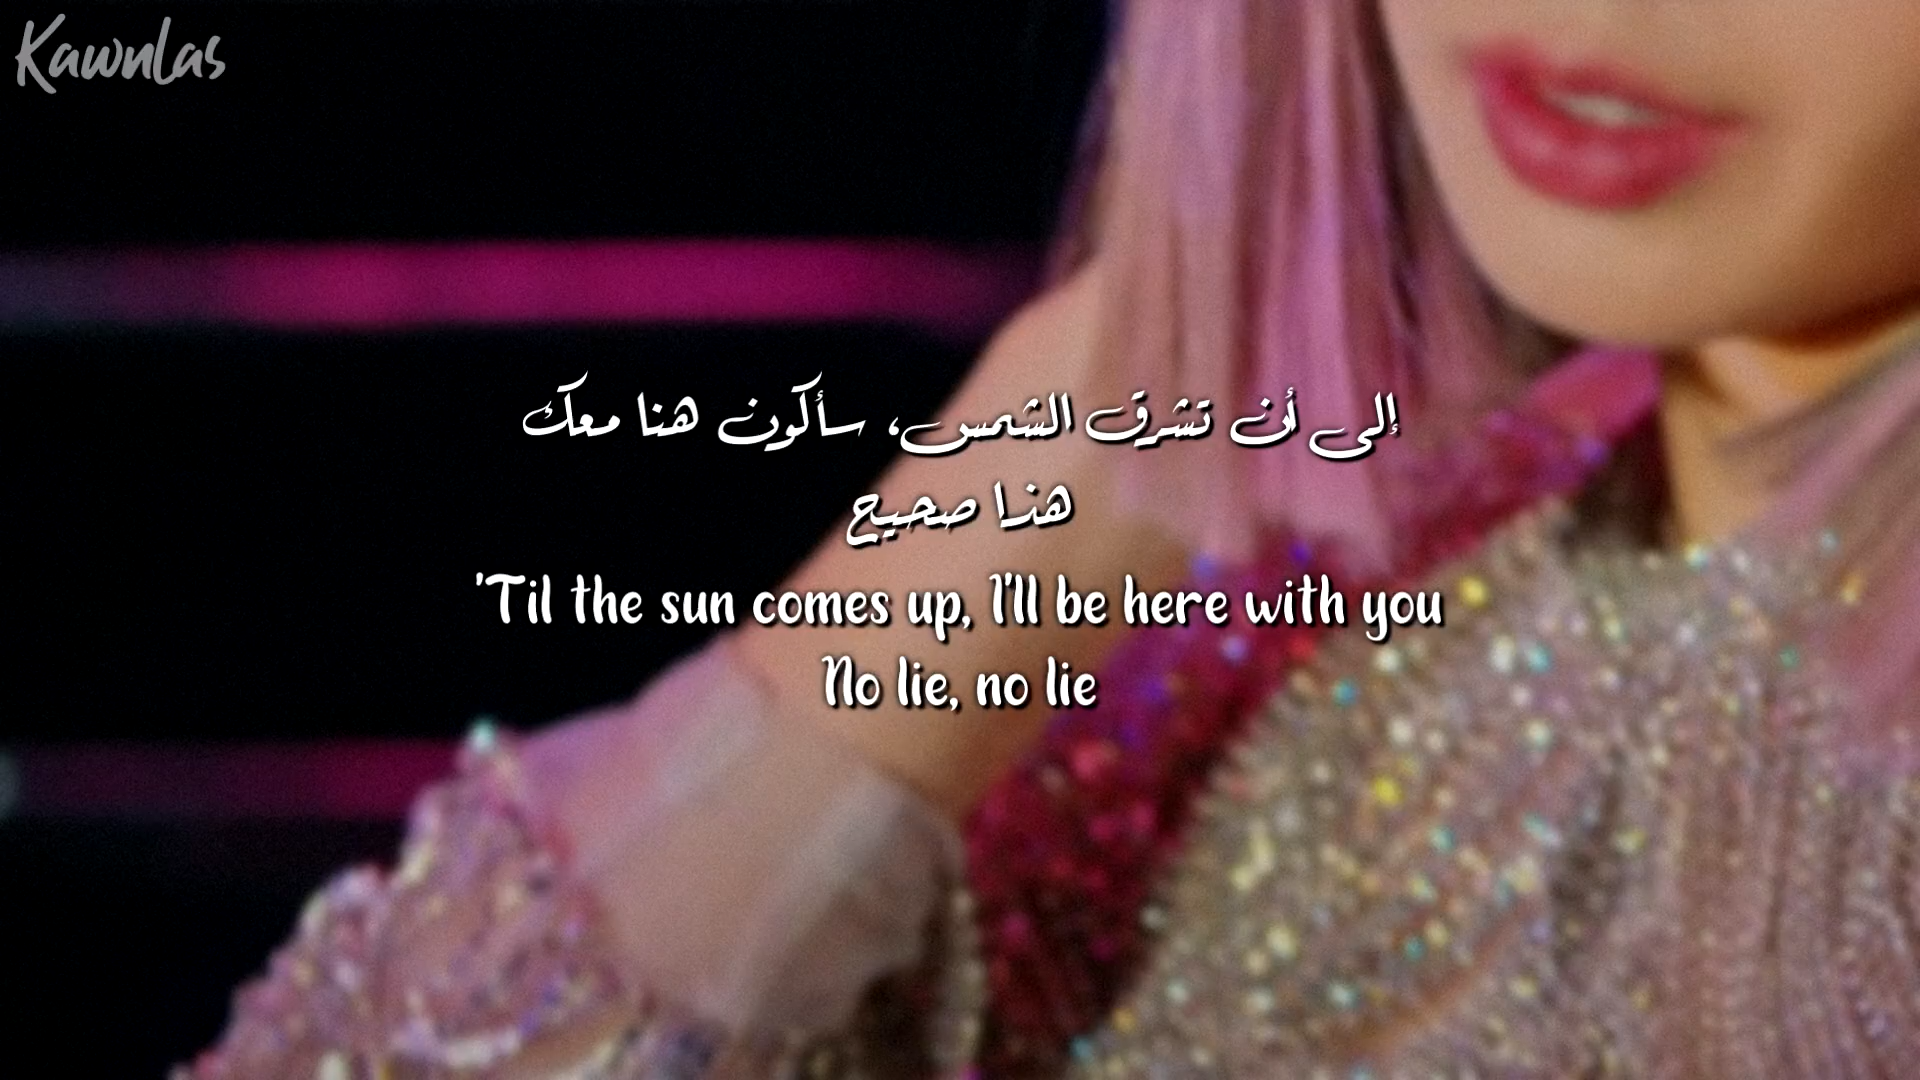 Kawnlas
إلى أن تشرق الشمس، سأكون هنا معك
هذا صحيح
'Til the sun comes up, I'll be here with you
No lie, no lie